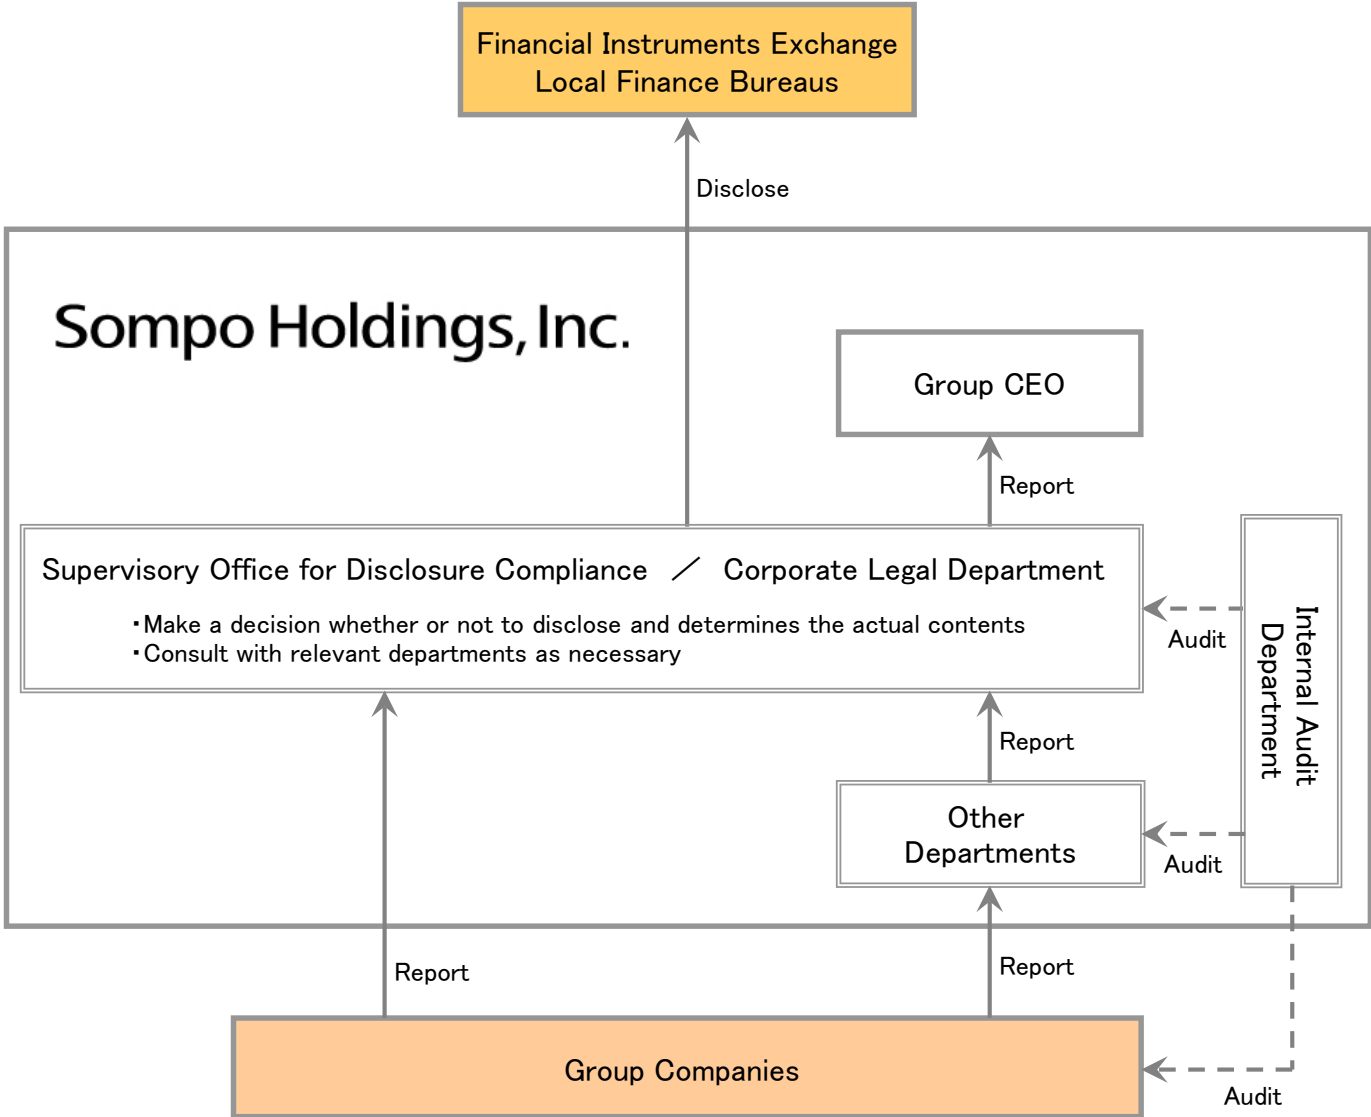 Financial Instruments Exchange
Local Finance Bureaus
Disclose
Sompo Holdings, Inc.
Group CEO
Report
Supervisory Office for Disclosure Compliance ／ Corporate Legal Department
・Make a decision whether or not to disclose and determines the actual contents
・Consult with relevant departments as necessary
Audit
Internal Audit
Department
Report
Other
Departments
Audit
Report
Report
Group Companies
Audit